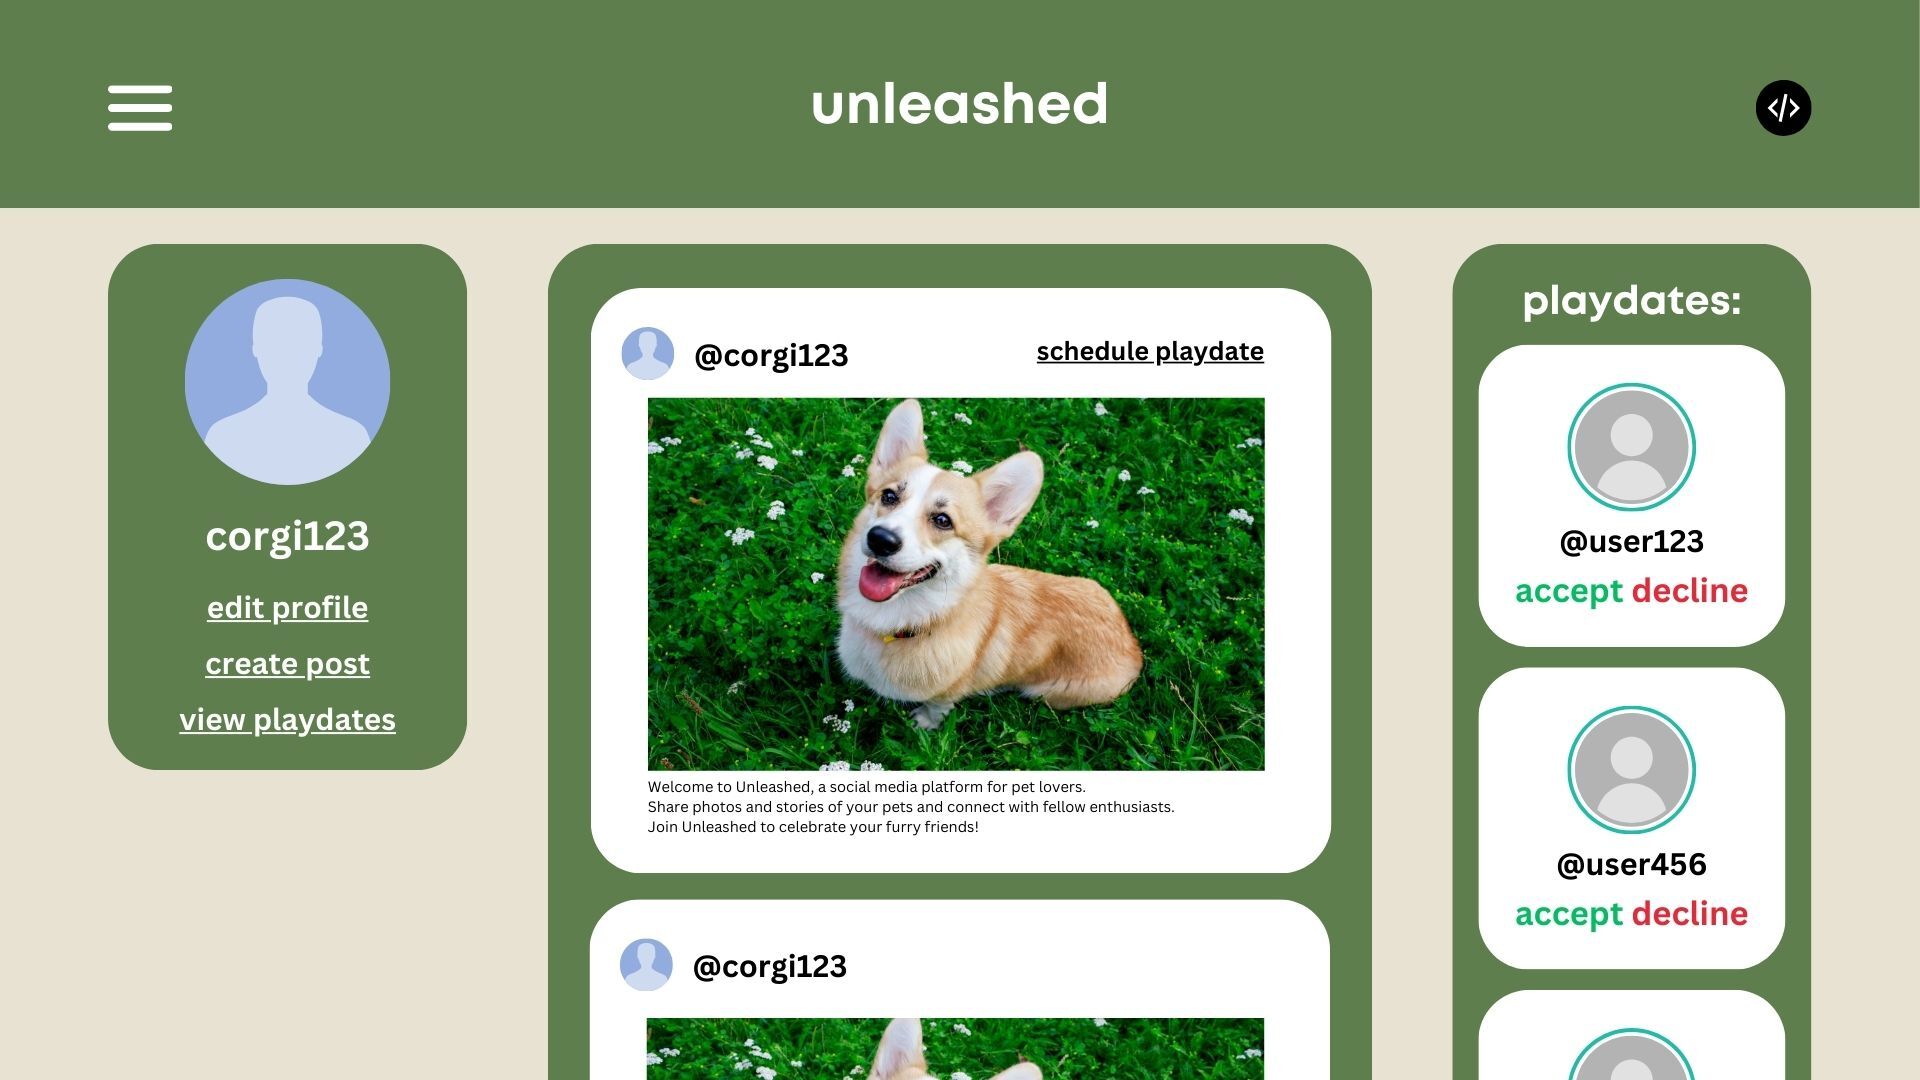 unleashed
</>
corgi123
edit profile
create post
view playdates
@corgi123
schedule playdate
Welcome to Unleashed, a social media platform for pet lovers.
Share photos and stories of your pets and connect with fellow enthusiasts.
Join Unleashed to celebrate your furry friends!
@corgi123
playdates:
@user123
accept decline
@user456
accept decline